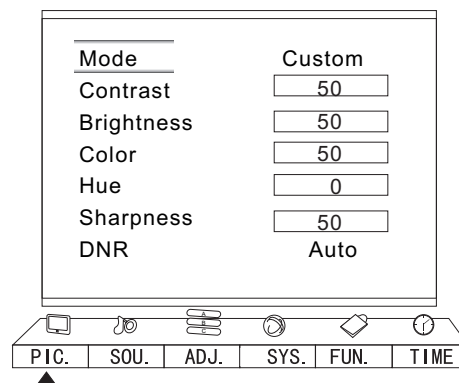 Mode Custom
Contrast 50
Brightness 50
Color 50
Hue 0
Sharpness 50
DNR Auto
A
B
C
PIC. SOU. ADJ. SYS. FUN. TIME